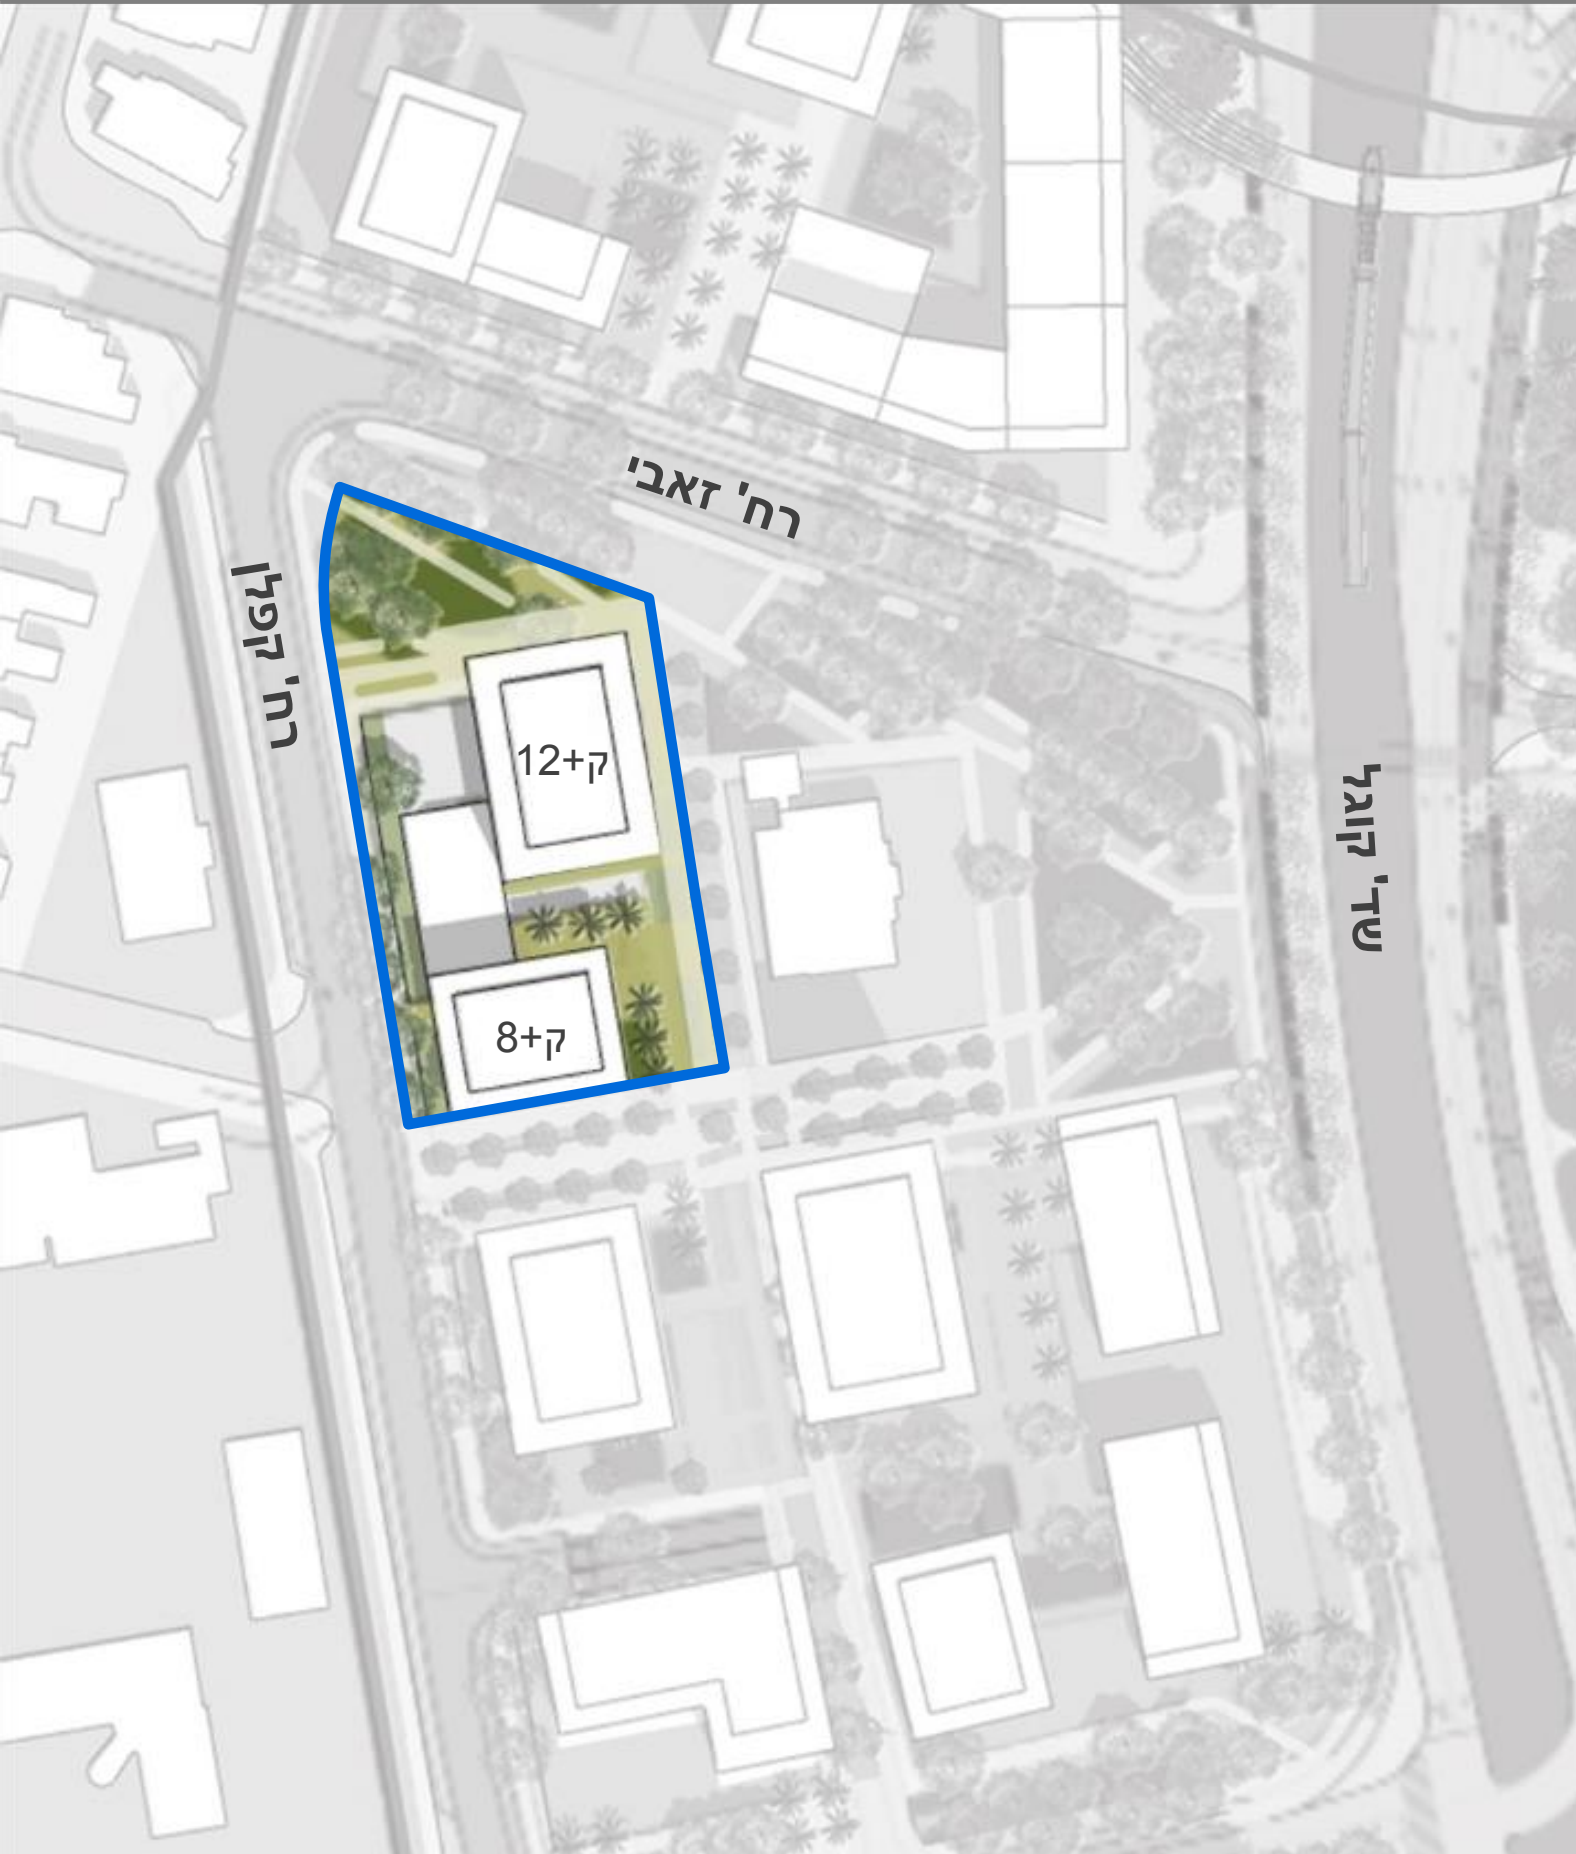 רח' זאבי
רח' קפלן
ק+12
שד' קוגל
ק+8